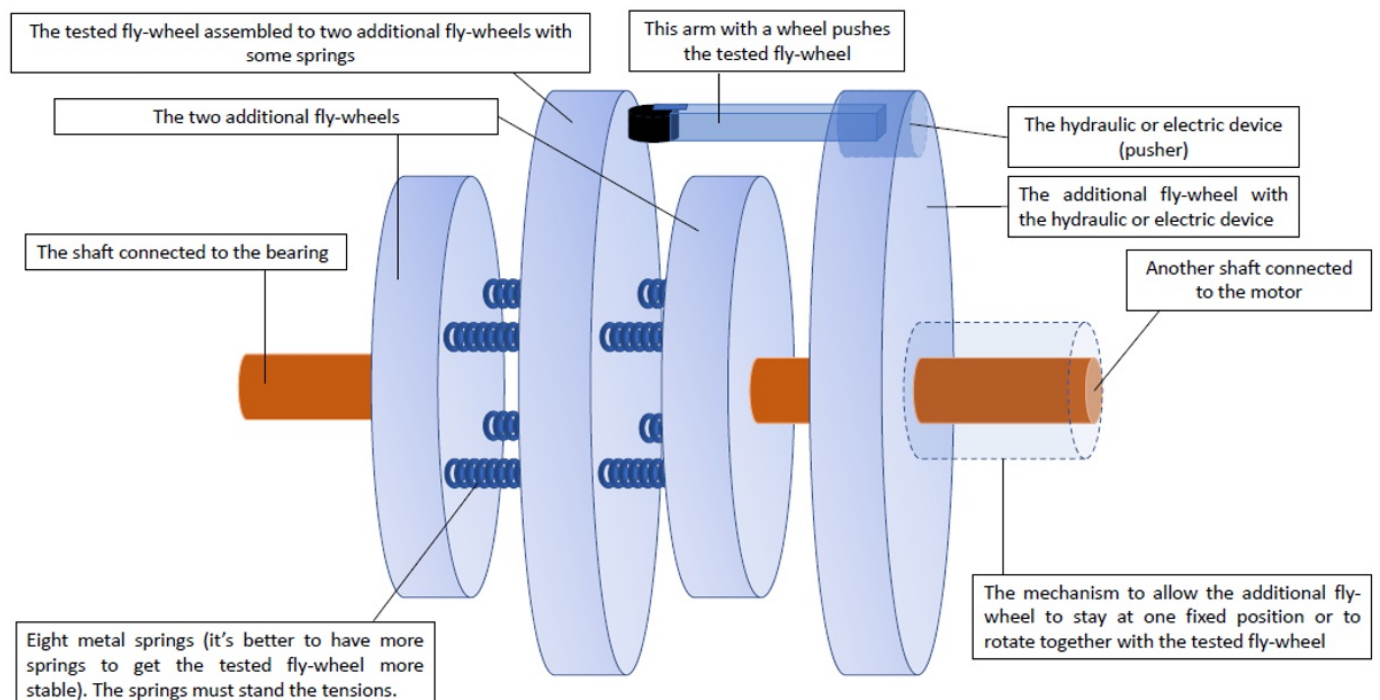 The tested fly-wheel assembled to two additional fly-wheels with
some springs
This arm with a wheel pushes
the tested fly-wheel
The two additional fly-wheels
The hydraulic or electric device
(pusher)
The additional fly-wheel with
the hydraulic or electric device
The shaft connected to the bearing
Another shaft connected
to the motor
The mechanism to allow the additional fly-
wheel to stay at one fixed position or to
rotate together with the tested fly-wheel
Eight metal springs (it's better to have more
springs to get the tested fly-wheel more
stable). The springs must stand the tensions.